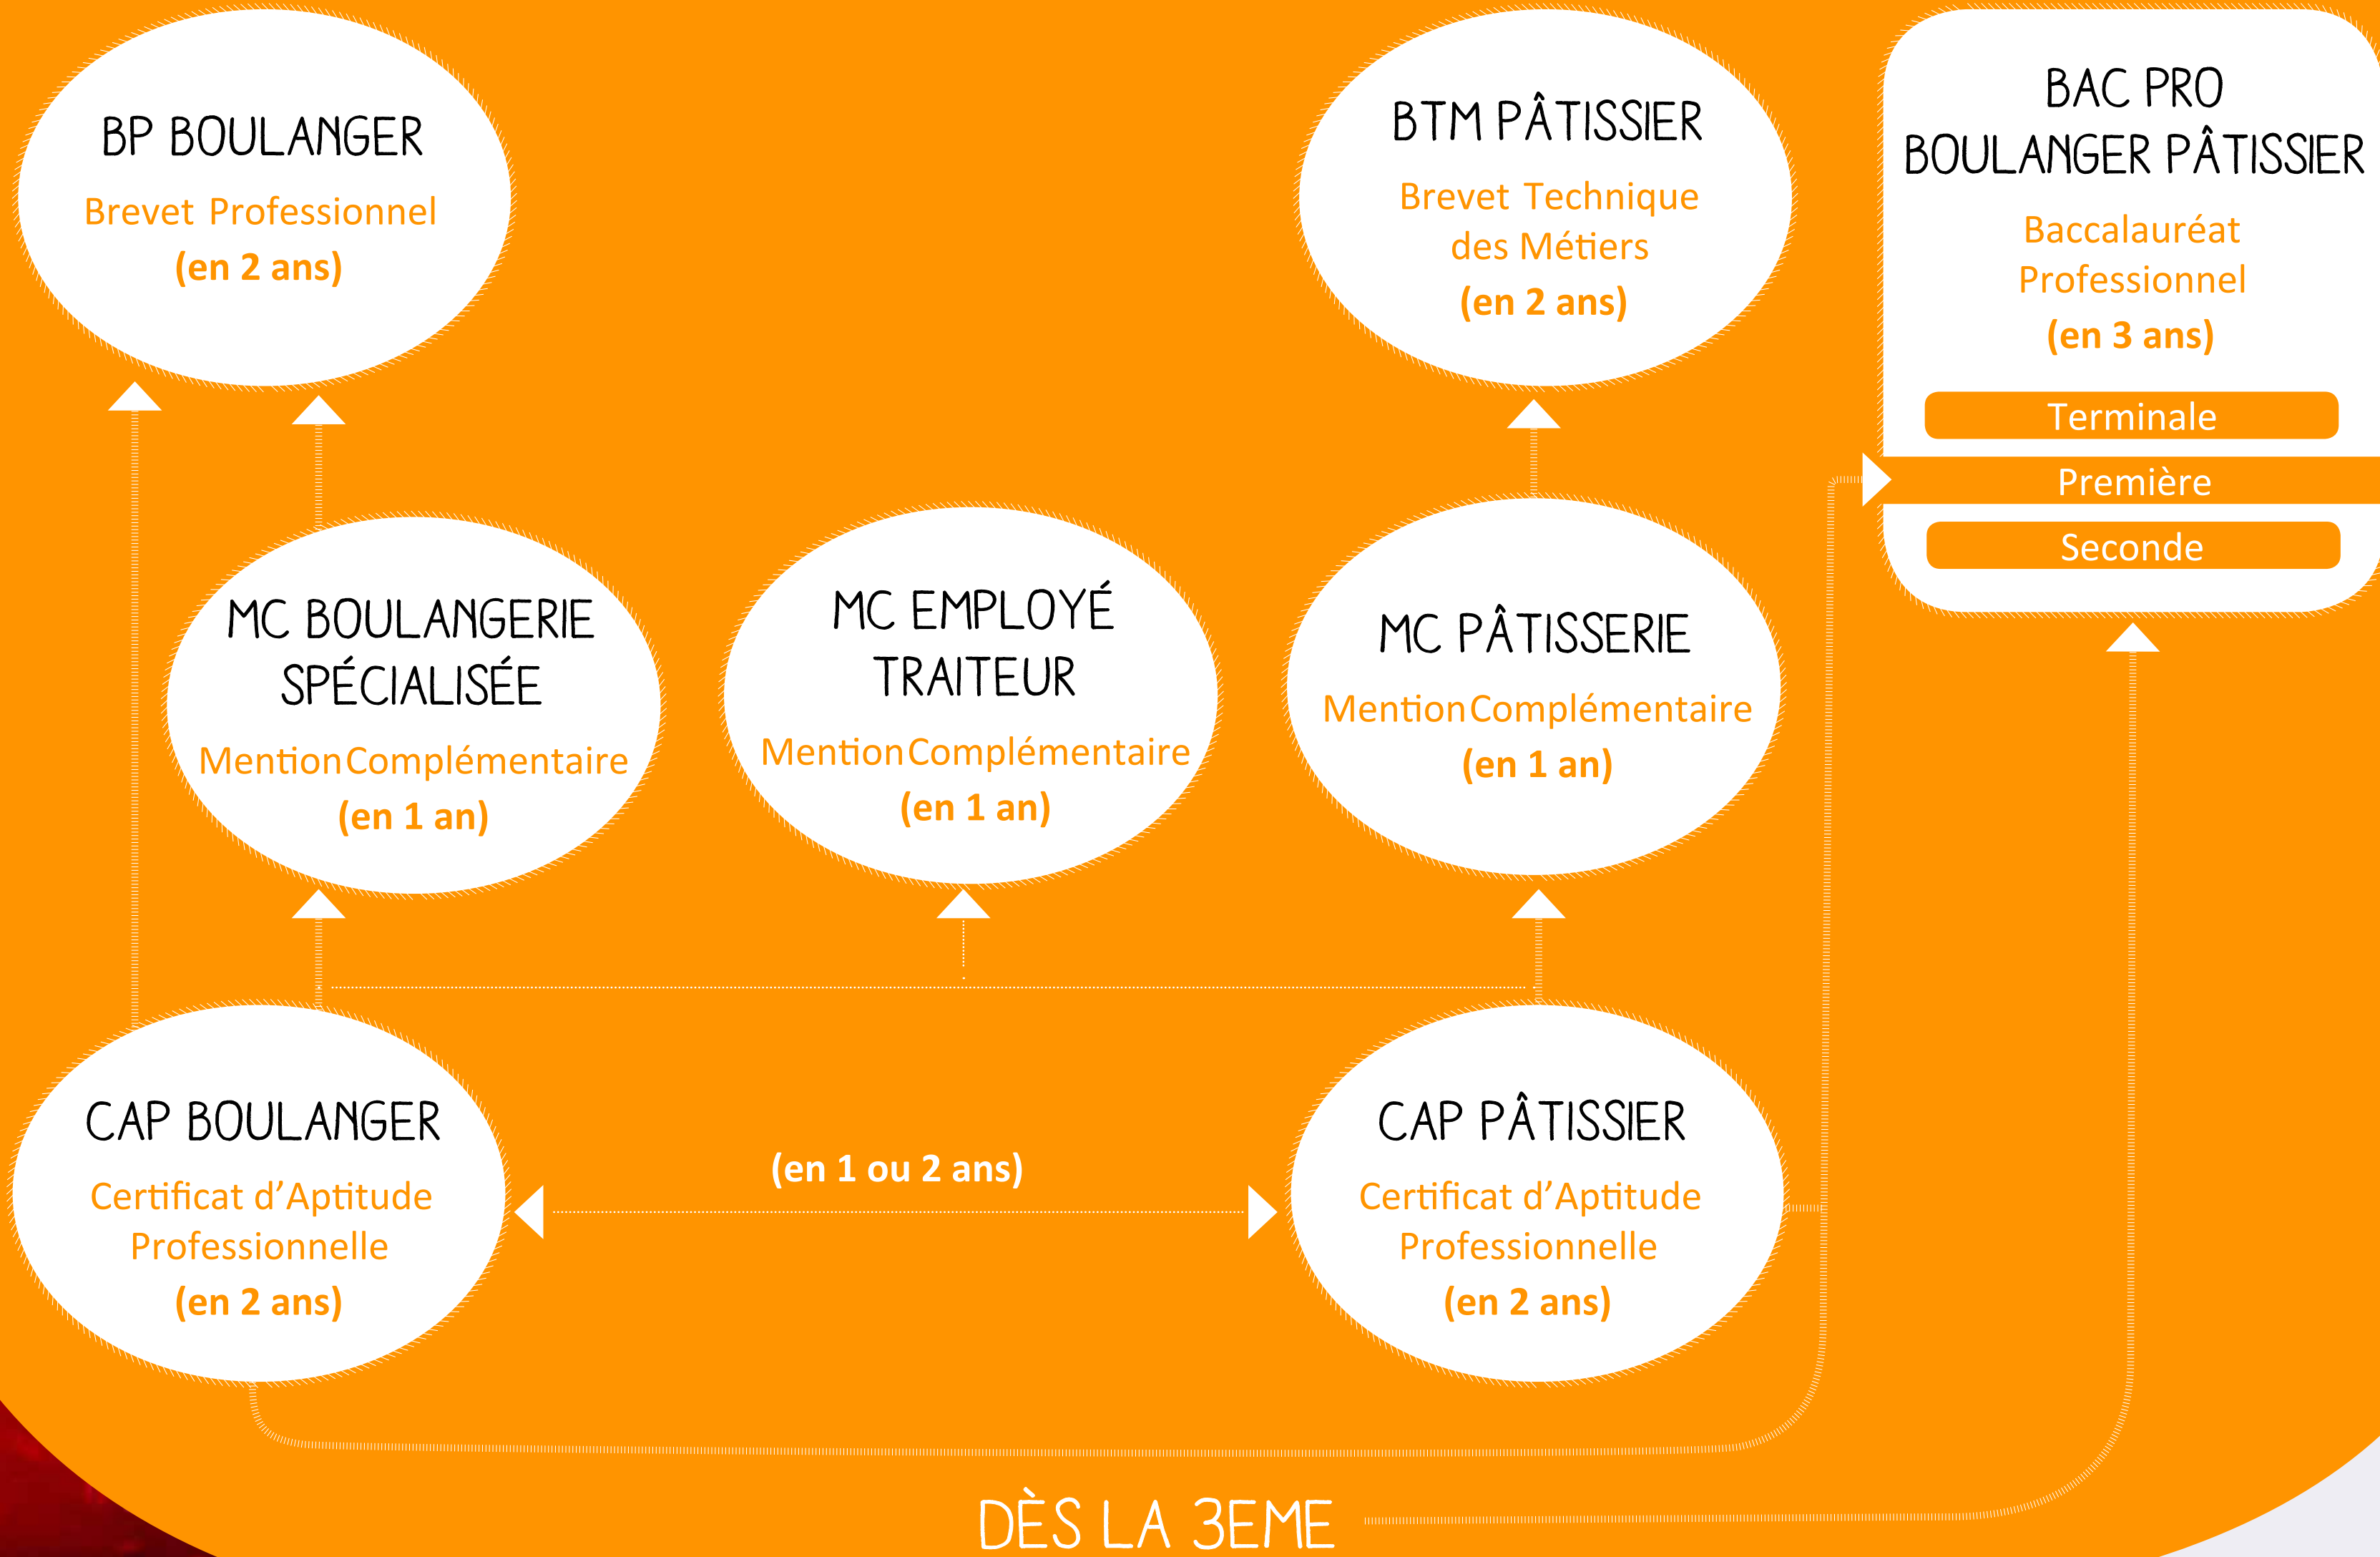 BP BOULANGER
Brevet Professionnel
(en 2 ans)
BTM PÂTISSIER
Brevet Technique
des Métiers
(en 2 ans)
BAC PRO
BOULANGER PÂTISSIER
Baccalauréat
Professionnel
(en 3 ans)
Terminale
Première
Seconde
MC BOULANGERIE
SPÉCIALISÉE
Mention Complémentaire
(en 1 an)
MC EMPLOYÉ
TRAITEUR
Mention Complémentaire
(en 1 an)
MC PÂTISSERIE
Mention Complémentaire
(en 1 an)
CAP BOULANGER
Certificat d'Aptitude
Professionnelle
(en 2 ans)
(en 1 ou 2 ans)
CAP PÂTISSIER
Certificat d'Aptitude
Professionnelle
(en 2 ans)
DÈS LA 3EME